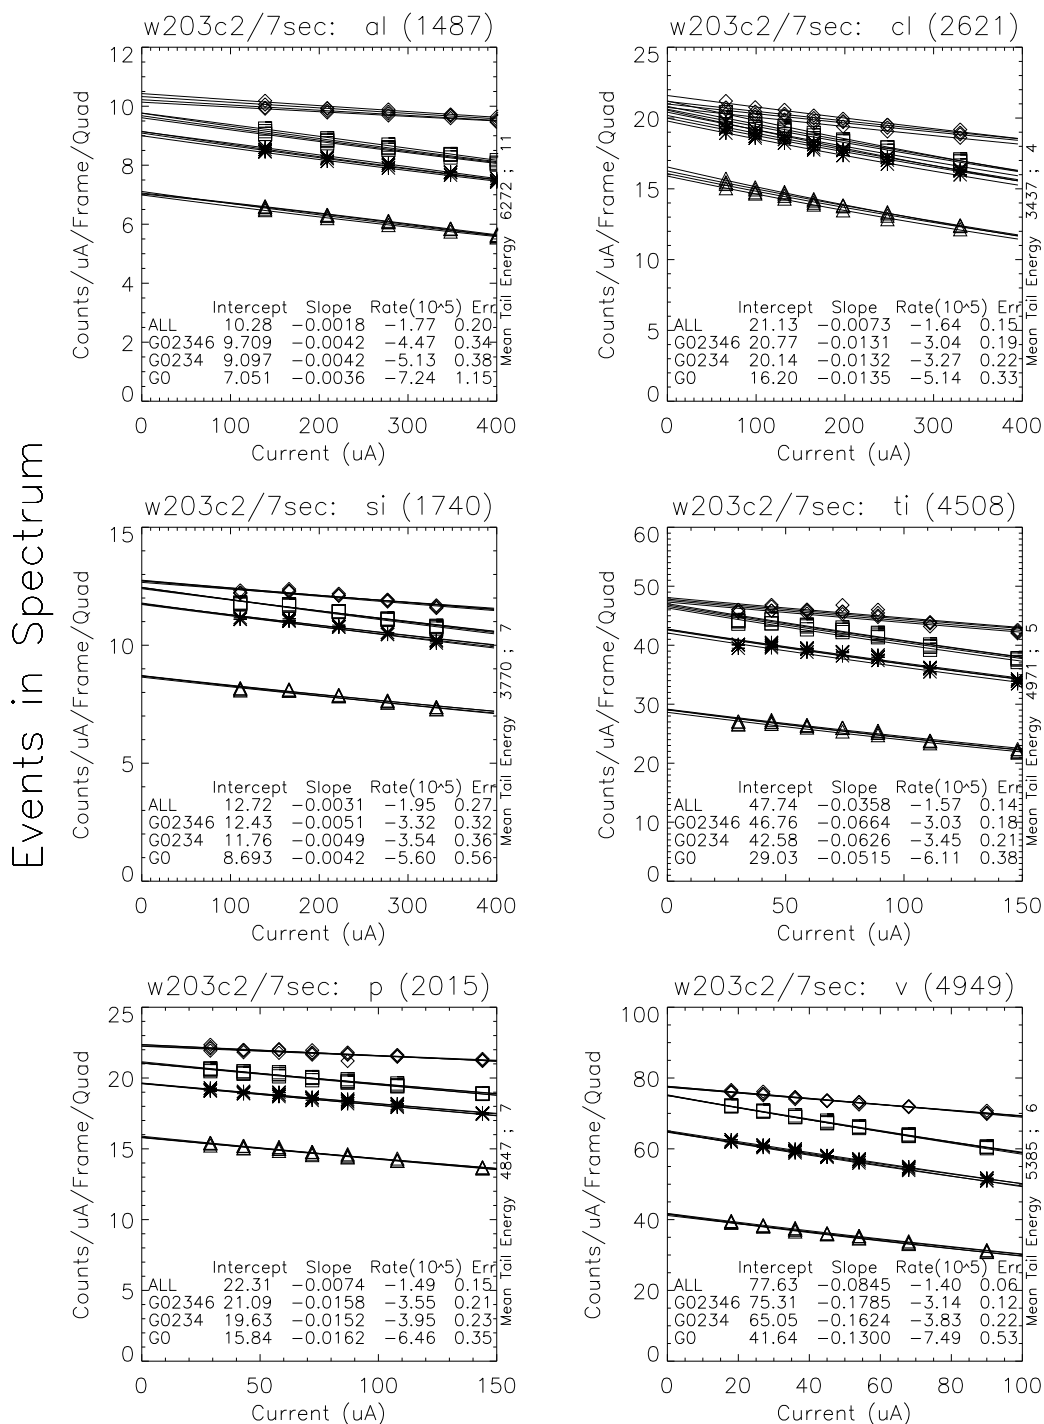 Events in Spectrum
w203c2/7sec: al (1487)
Counts/uA/Frame/Quad
12
10
8
6
4
2
0
Intercept Slope Rate(10^5) Err
ALL 10.28 -0.0018 -1.77 0.20
G02346 9.709 -0.0042 -4.47 0.34
G0234 9.097 -0.0042 -5.13 0.38
G0 7.051 -0.0036 -7.24 1.15
Mean Tail Energy 6272 ; 11
0 100 200 300 400
Current (uA)
w203c2/7sec: cl (2621)
Counts/uA/Frame/Quad
25
20
15
10
5
0
Intercept Slope Rate(10^5) Err
ALL 21.13 -0.0073 -1.64 0.15
G02346 20.77 -0.0131 -3.04 0.19
G0234 20.14 -0.0132 -3.27 0.22
G0 16.20 -0.0135 -5.14 0.33
Mean Tail Energy 3437 ; 4
0 100 200 300 400
Current (uA)
w203c2/7sec: si (1740)
Counts/uA/Frame/Quad
15
10
5
0
Intercept Slope Rate(10^5) Err
ALL 12.72 -0.0031 -1.95 0.27
G02346 12.43 -0.0051 -3.32 0.32
G0234 11.76 -0.0049 -3.54 0.36
G0 8.693 -0.0042 -5.60 0.56
Mean Tail Energy 3770 ; 7
0 100 200 300 400
Current (uA)
w203c2/7sec: ti (4508)
Counts/uA/Frame/Quad
60
50
40
30
20
10
0
Intercept Slope Rate(10^5) Err
ALL 47.74 -0.0358 -1.57 0.14
G02346 46.76 -0.0664 -3.03 0.18
G0234 42.58 -0.0626 -3.45 0.21
G0 29.03 -0.0515 -6.11 0.38
Mean Tail Energy 4971 ; 5
0 50 100 150
Current (uA)
w203c2/7sec: p (2015)
Counts/uA/Frame/Quad
25
20
15
10
5
0
Intercept Slope Rate(10^5) Err
ALL 22.31 -0.0074 -1.49 0.15
G02346 21.09 -0.0158 -3.55 0.21
G0234 19.63 -0.0152 -3.95 0.23
G0 15.84 -0.0162 -6.46 0.35
Mean Tail Energy 4847 ; 7
0 50 100 150
Current (uA)
w203c2/7sec: v (4949)
Counts/uA/Frame/Quad
100
80
60
40
20
0
Intercept Slope Rate(10^5) Err
ALL 77.63 -0.0845 -1.40 0.06
G02346 75.31 -0.1785 -3.14 0.12
G0234 65.05 -0.1624 -3.83 0.22
G0 41.64 -0.1300 -7.49 0.53
Mean Tail Energy 5385 ; 6
0 20 40 60 80 100
Current (uA)